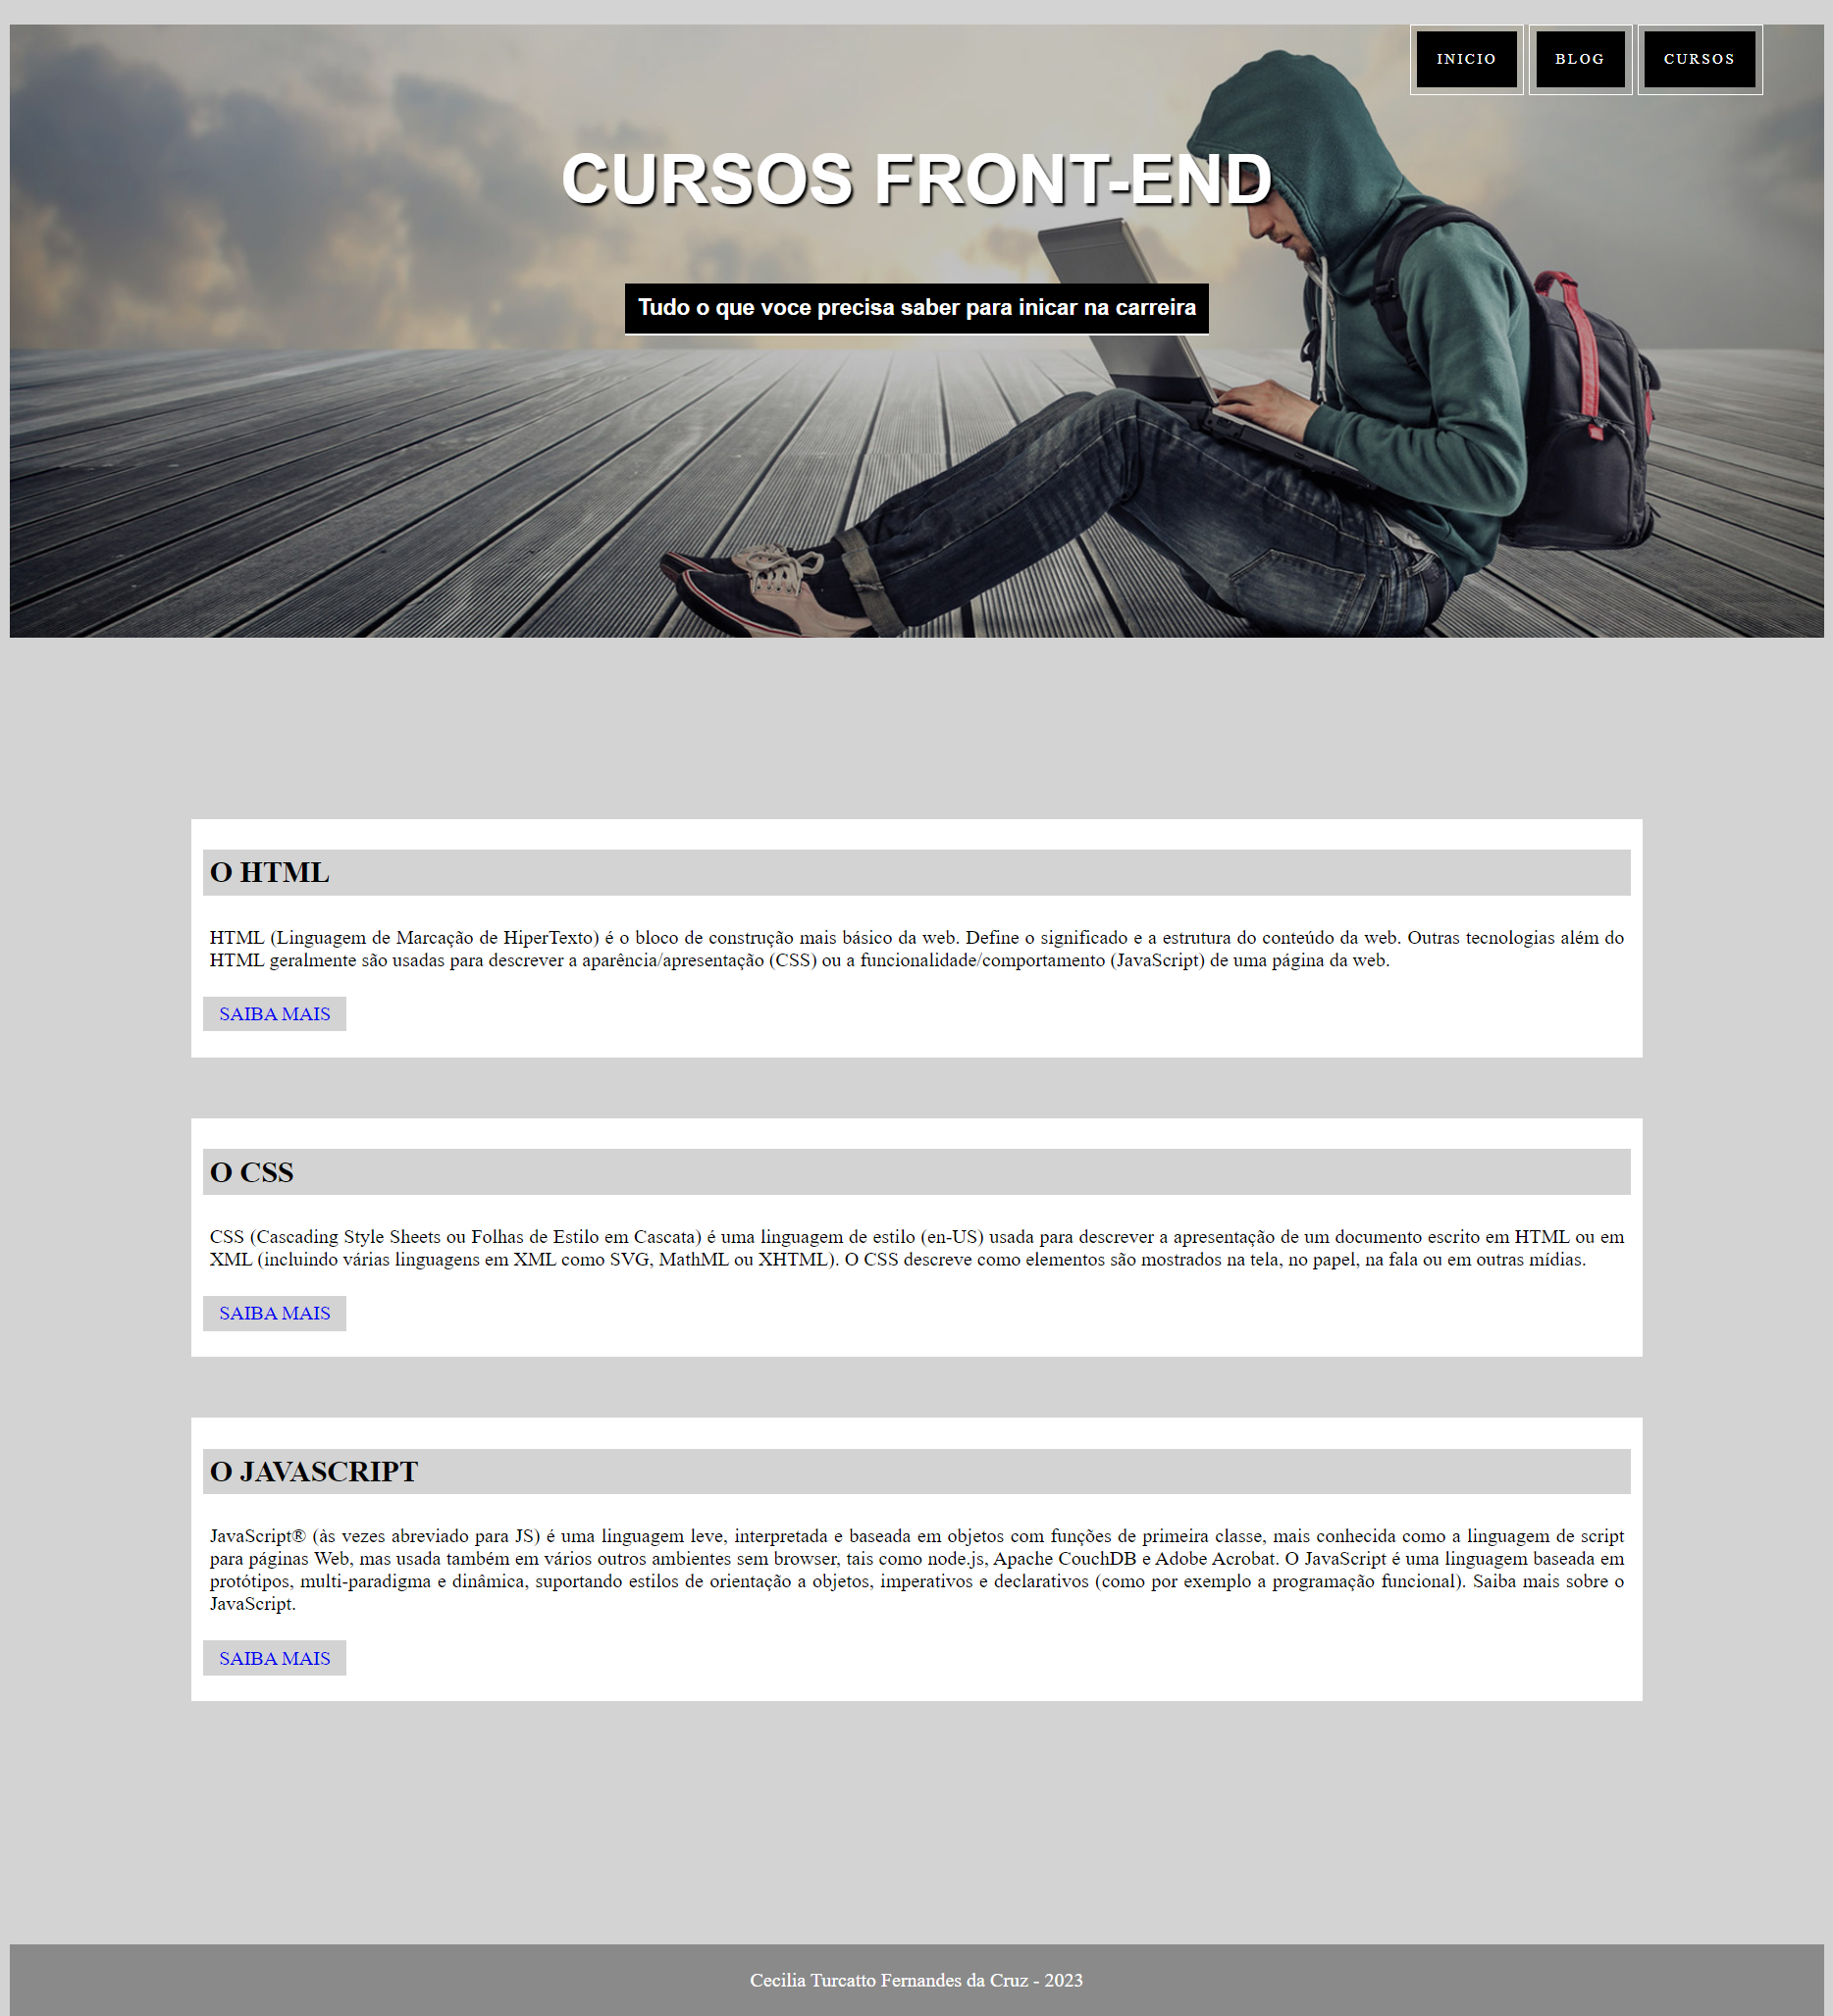 INICIO BLOG CURSOS
CURSOS FRONT-END
Tudo o que voce precisa saber para inicar na carreira
O HTML
HTML (Linguagem de Marcação de HiperTexto) é o bloco de construção mais básico da web. Define o significado e a estrutura do conteúdo da web. Outras tecnologias além do
HTML geralmente são usadas para descrever a aparência/apresentação (CSS) ou a funcionalidade/comportamento (JavaScript) de uma página da web.
SAIBA MAIS
O CSS
CSS (Cascading Style Sheets ou Folhas de Estilo em Cascata) é uma linguagem de estilo (en-US) usada para descrever a apresentação de um documento escrito em HTML ou em
XML (incluindo várias linguagens em XML como SVG, MathML ou XHTML). O CSS descreve como elementos são mostrados na tela, no papel, na fala ou em outras mídias.
SAIBA MAIS
O JAVASCRIPT
JavaScript® (às vezes abreviado para JS) é uma linguagem leve, interpretada e baseada em objetos com funções de primeira classe, mais conhecida como a linguagem de script
para páginas Web, mas usada também em vários outros ambientes sem browser, tais como node.js, Apache CouchDB e Adobe Acrobat. O JavaScript é uma linguagem baseada em
protótipos, multi-paradigma e dinâmica, suportando estilos de orientação a objetos, imperativos e declarativos (como por exemplo a programação funcional). Saiba mais sobre o
JavaScript.
SAIBA MAIS
Cecilia Turcatto Fernandes da Cruz - 2023